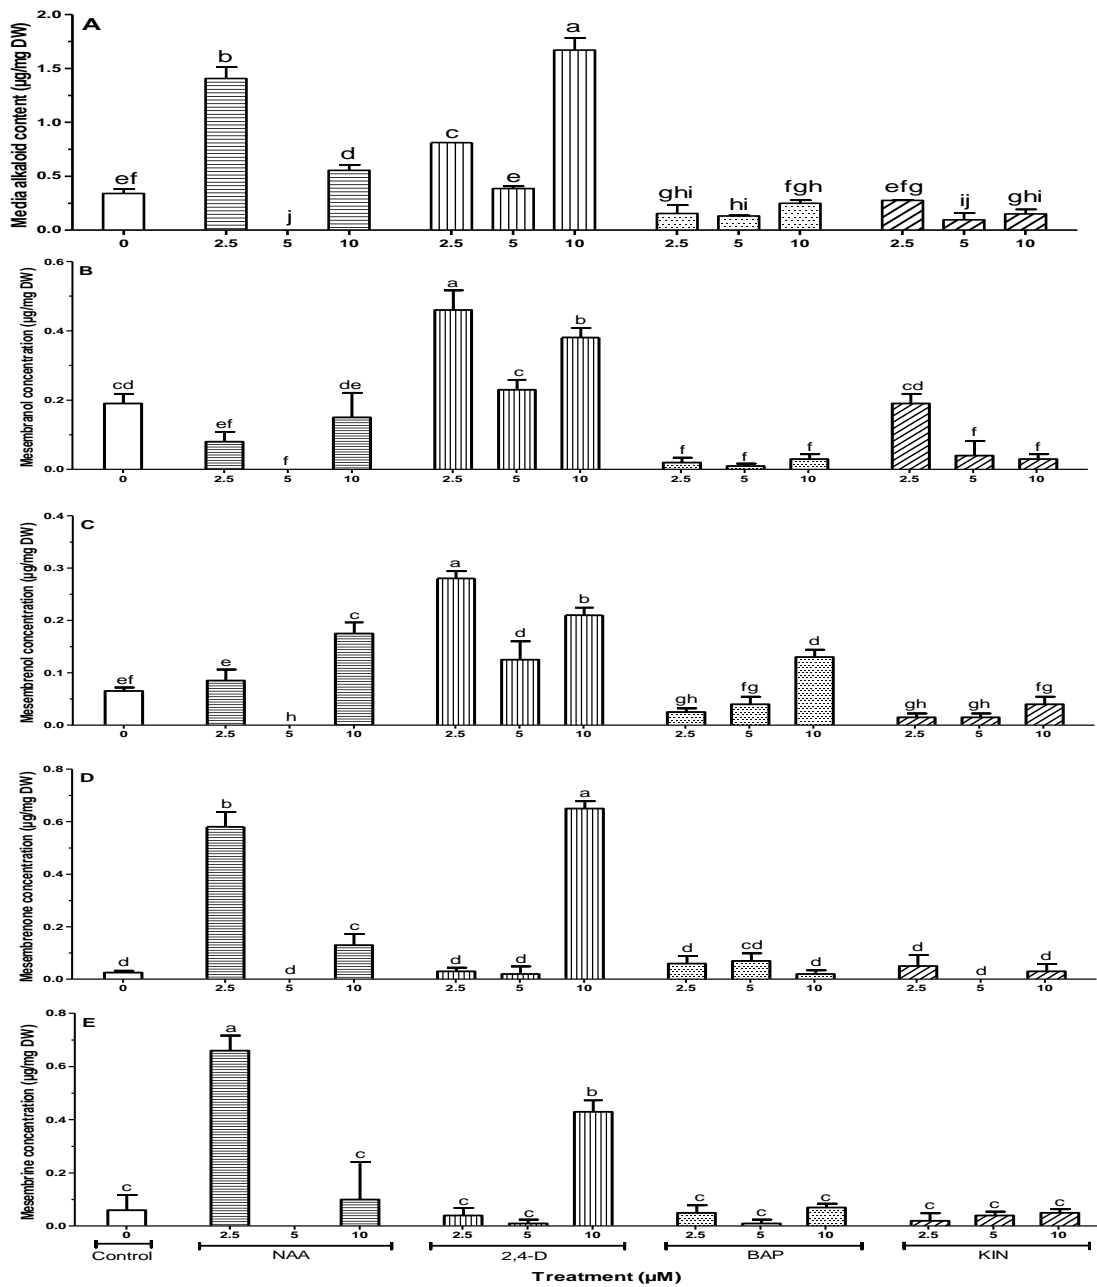 A
Media alkaloid content (µg/mg DW)
2.0
1.5
1.0
0.5
0.0
ef b j d c e a ghi hi fgh efg ij ghi
0 2.5 5 10 2.5 5 10 2.5 5 10 2.5 5 10
B
Mesembranol concentration (µg/mg DW)
0.6
0.4
0.2
0.0
cd ef f de a c b f f f cd f f
0 2.5 5 10 2.5 5 10 2.5 5 10 2.5 5 10
C
Mesembrenol concentration (µg/mg DW)
0.4
0.3
0.2
0.1
0.0
ef e h c a d b gh fg d gh gh fg
0 2.5 5 10 2.5 5 10 2.5 5 10 2.5 5 10
D
Mesembrenone concentration (µg/mg DW)
0.8
0.6
0.4
0.2
0.0
d b d c d d a d cd d d d d
0 2.5 5 10 2.5 5 10 2.5 5 10 2.5 5 10
E
Mesembrine concentration (µg/mg DW)
0.8
0.6
0.4
0.2
0.0
c a c c c b c c c c c c
0 2.5 5 10 2.5 5 10 2.5 5 10 2.5 5 10
Control NAA 2,4-D BAP KIN
Treatment (µM)